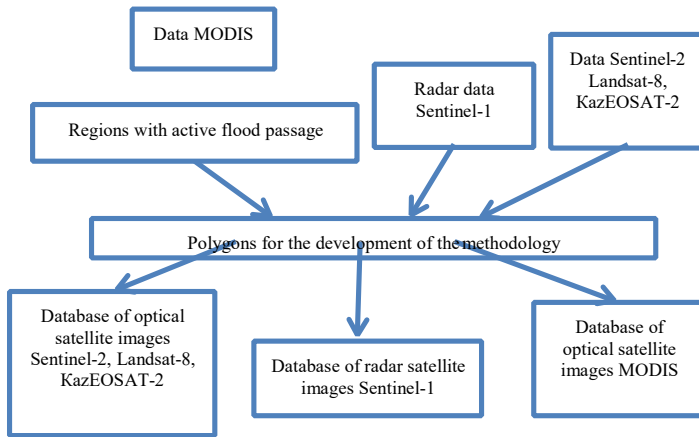 Data MODIS
Regions with active flood passage
Radar data
Sentinel-1
Data Sentinel-2
Landsat-8,
KazEOSAT-2
Polygons for the development of the methodology
Database of optical
satellite images
Sentinel-2, Landsat-8,
KazEOSAT-2
Database of radar satellite
images Sentinel-1
Database of
optical satellite
images MODIS